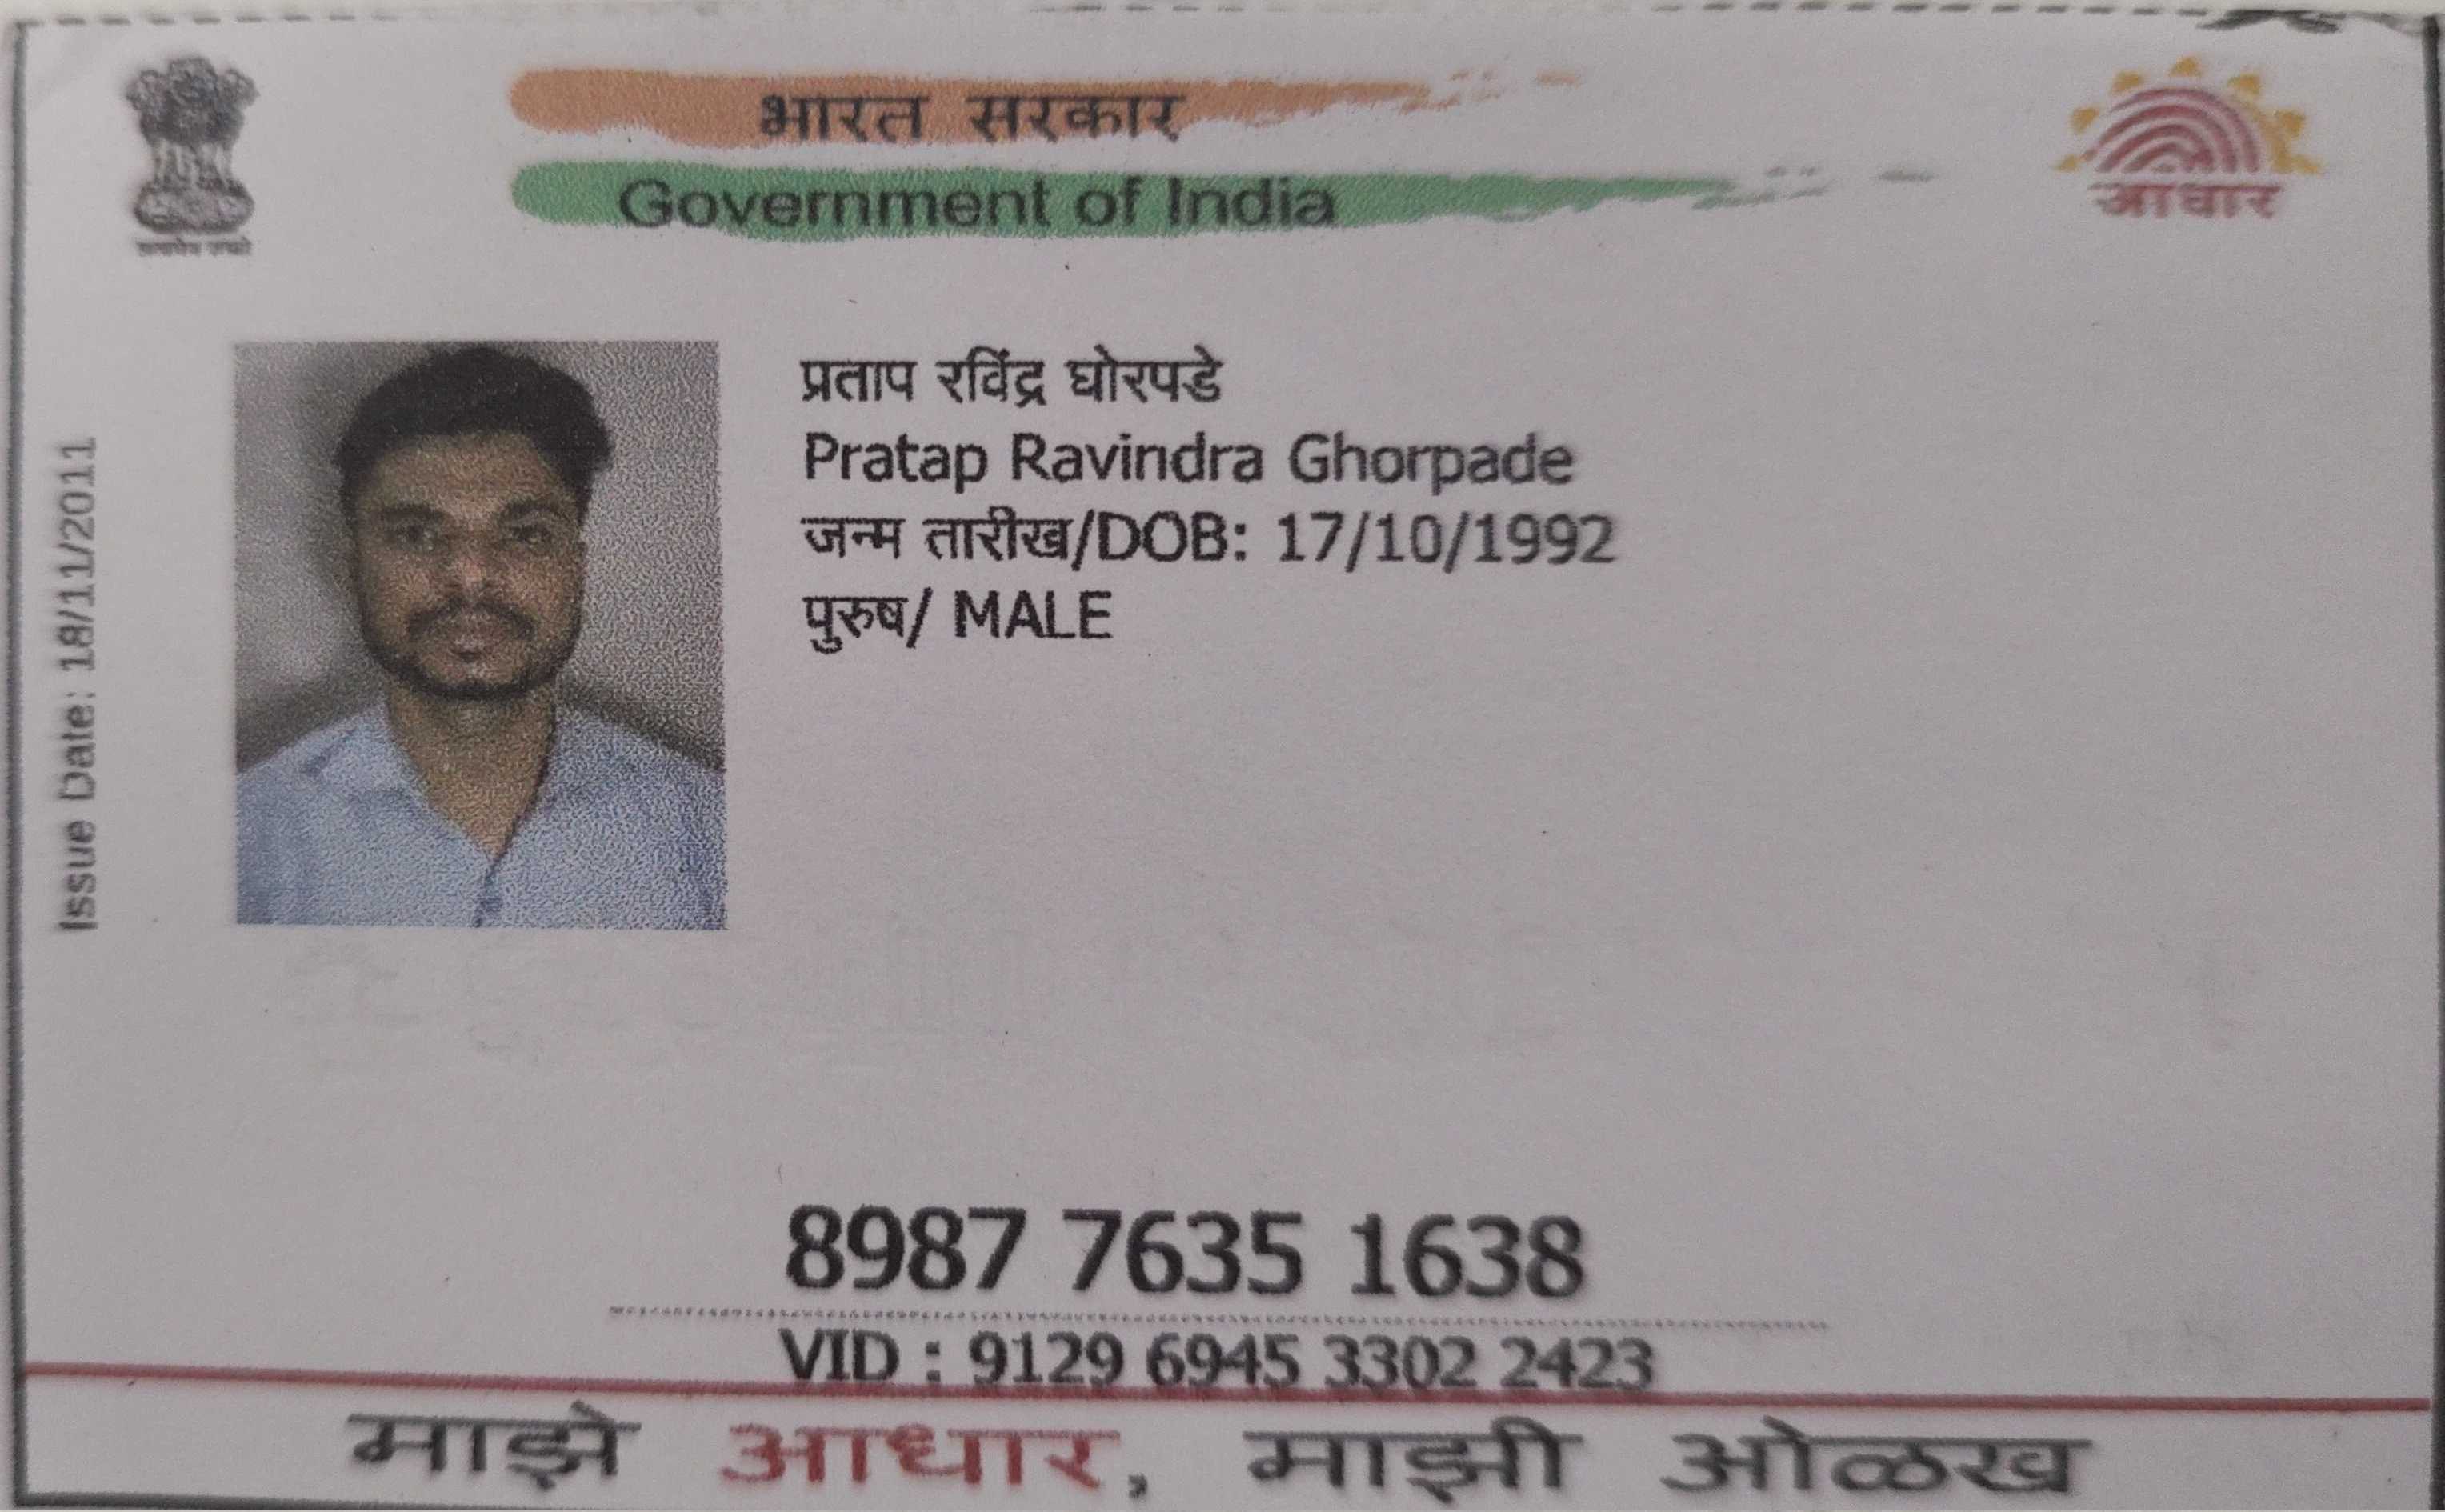 भारत सरकार
Government of India
आधार
सत्यमेव जयते
Issue Date: 18/11/2011
प्रताप रविंद्र घोरपडे
Pratap Ravindra Ghorpade
जन्म तारीख/DOB: 17/10/1992
पुरुष/ MALE
8987 7635 1638
VID : 9129 6945 3302 2423
माझे आधार, माझी ओळख